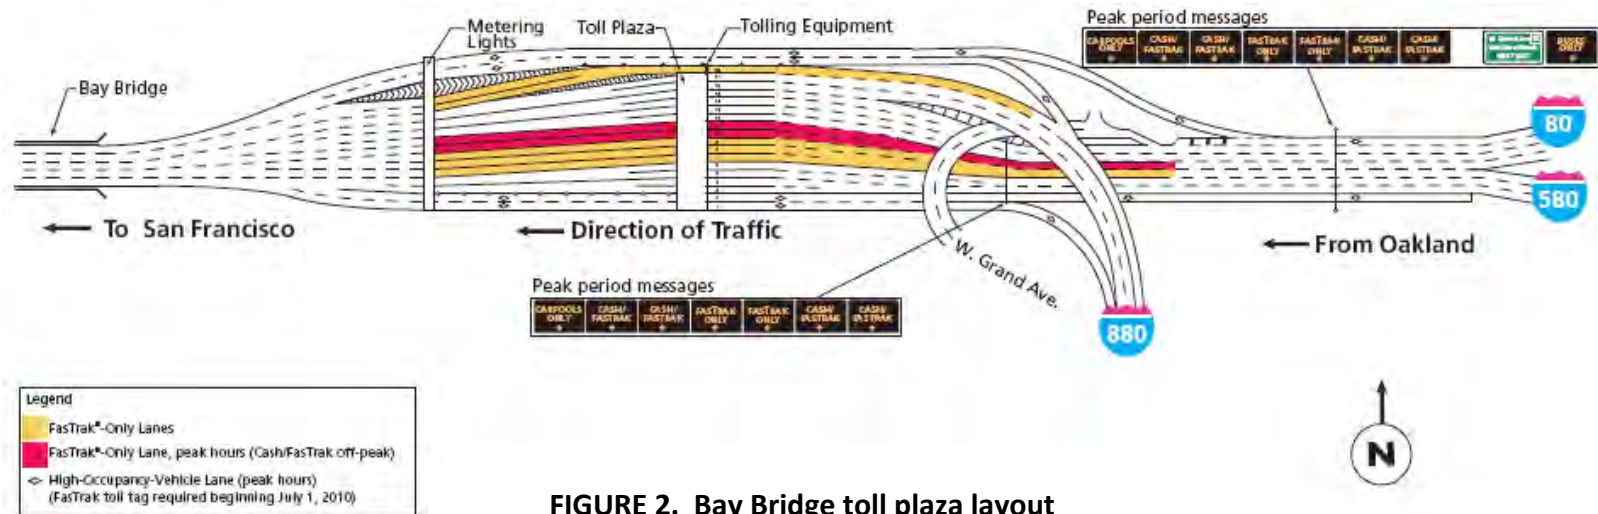 Peak period messages
CARPOOLS ONLY
CASH/ FASTRAK
CASH/ FASTRAK
FASTRAK ONLY
FASTRAK ONLY
CASH/ FASTRAK
CASH/ FASTRAK
BUSES ONLY
Metering Lights
Toll Plaza
Tolling Equipment
Bay Bridge
80
580
To San Francisco
Direction of Traffic
From Oakland
W. Grand Ave.
Peak period messages
CARPOOLS ONLY
CASH/ FASTRAK
CASH/ FASTRAK
FASTRAK ONLY
FASTRAK ONLY
CASH/ FASTRAK
CASH/ FASTRAK
880
Legend
FasTrak®-Only Lanes
FasTrak®-Only Lane, peak hours (Cash/FasTrak off-peak)
High-Occupancy-Vehicle Lane (peak hours)
(FasTrak toll tag required beginning July 1, 2010)
N
FIGURE 2. Bay Bridge toll plaza layout